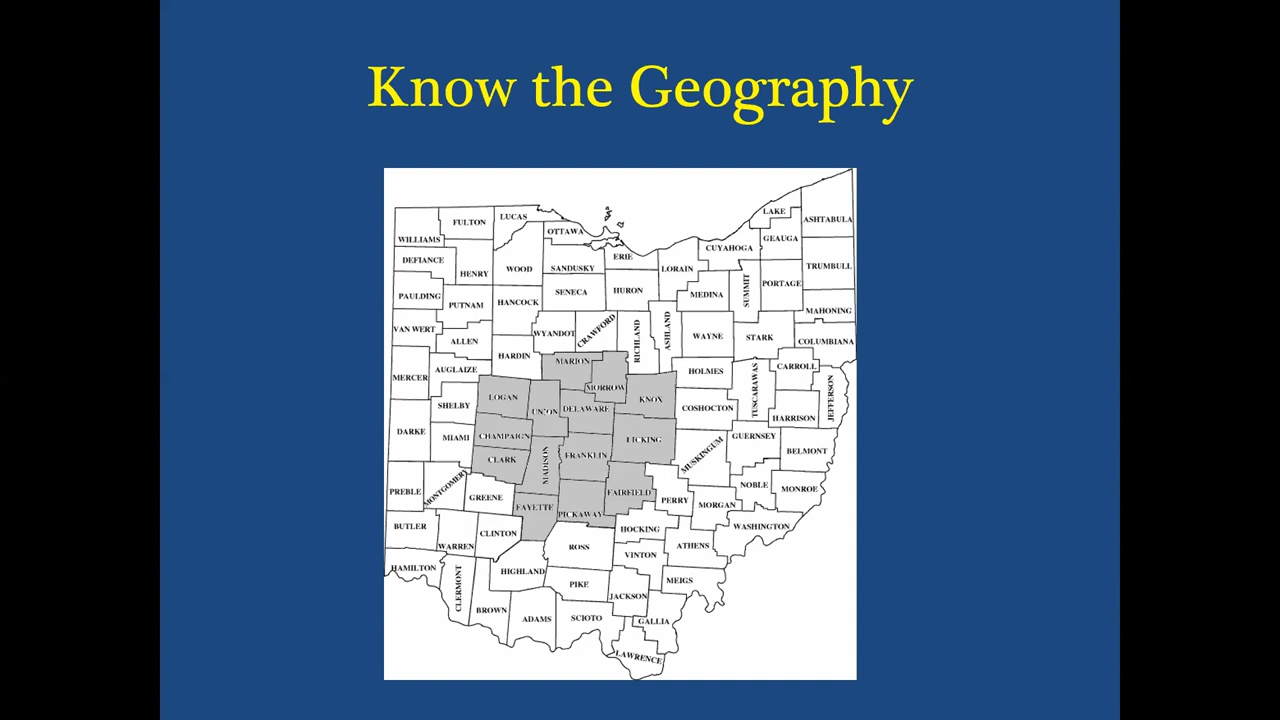 Know the Geography
LAKE
ASHTABULA
LUCAS
FULTON
OTTAWA
WILLIAMS
GEAUGA
CUYAHOGA
DEFIANCE
ERIE
TRUMBULL
WOOD
SANDUSKY
LORAIN
HENRY
PORTAGE
SUMMIT
PAULDING
SENECA
HURON
MEDINA
PUTNAM
HANCOCK
MAHONING
VAN WERT
WYANDOT
CRAWFORD
RICHLAND
ASHLAND
WAYNE
STARK
COLUMBIANA
ALLEN
HARDIN
MARION
AUGLAIZE
HOLMES
CARROLL
MERCER
MORROW
TUSCARAWAS
JEFFERSON
LOGAN
UNION
KNOX
SHELBY
DELAWARE
COSHOCTON
HARRISON
DARKE
MIAMI
CHAMPAIGN
LICKING
MUSKINGUM
GUERNSEY
BELMONT
CLARK
MADISON
FRANKLIN
PREBLE
MONTGOMERY
GREENE
FAIRFIELD
NOBLE
MONROE
FAYETTE
PICKAWAY
PERRY
MORGAN
BUTLER
WARREN
CLINTON
HOCKING
WASHINGTON
ROSS
VINTON
ATHENS
HAMILTON
CLERMONT
HIGHLAND
PIKE
JACKSON
MEIGS
BROWN
ADAMS
SCIOTO
GALLIA
LAWRENCE